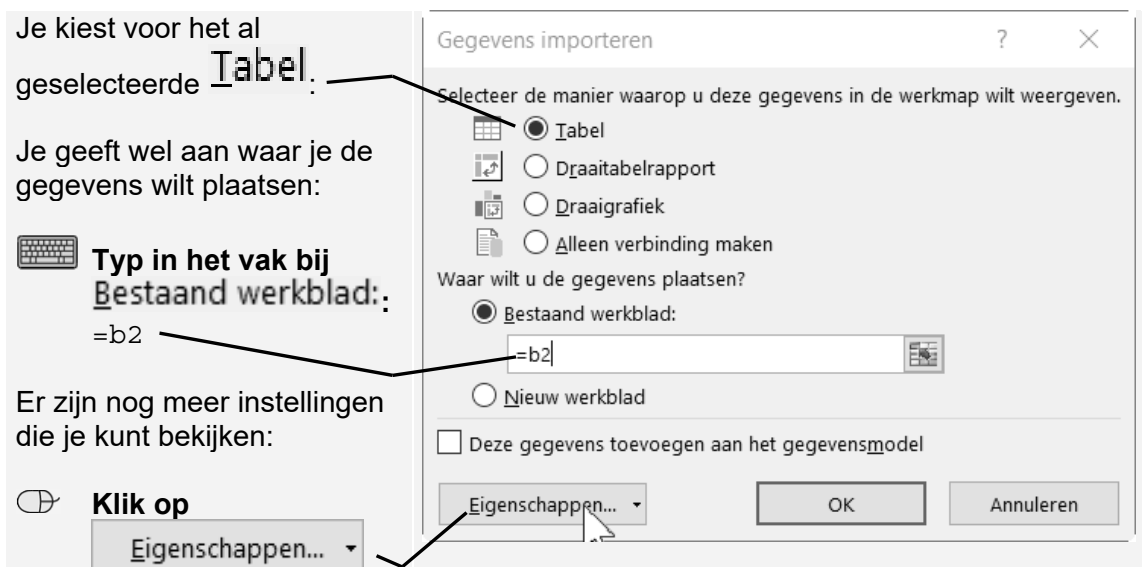 Je kiest voor het al
geselecteerde Tabel:
Je geeft wel aan waar je de
gegevens wilt plaatsen:
Typ in het vak bij
Bestaand werkblad:.
=b2
Er zijn nog meer instellingen
die je kunt bekijken:
Klik op
Eigenschappen...
Gegevens importeren
Selecteer de manier waarop u deze gegevens in de werkmap wilt weergeven.
Tabel
Draaitabelrapport
Draaigrafiek
Alleen verbinding maken
Waar wilt u de gegevens plaatsen?
Bestaand werkblad:
=b2
Nieuw werkblad
Deze gegevens toevoegen aan het gegevensmodel
Eigenschappen... OK Annuleren